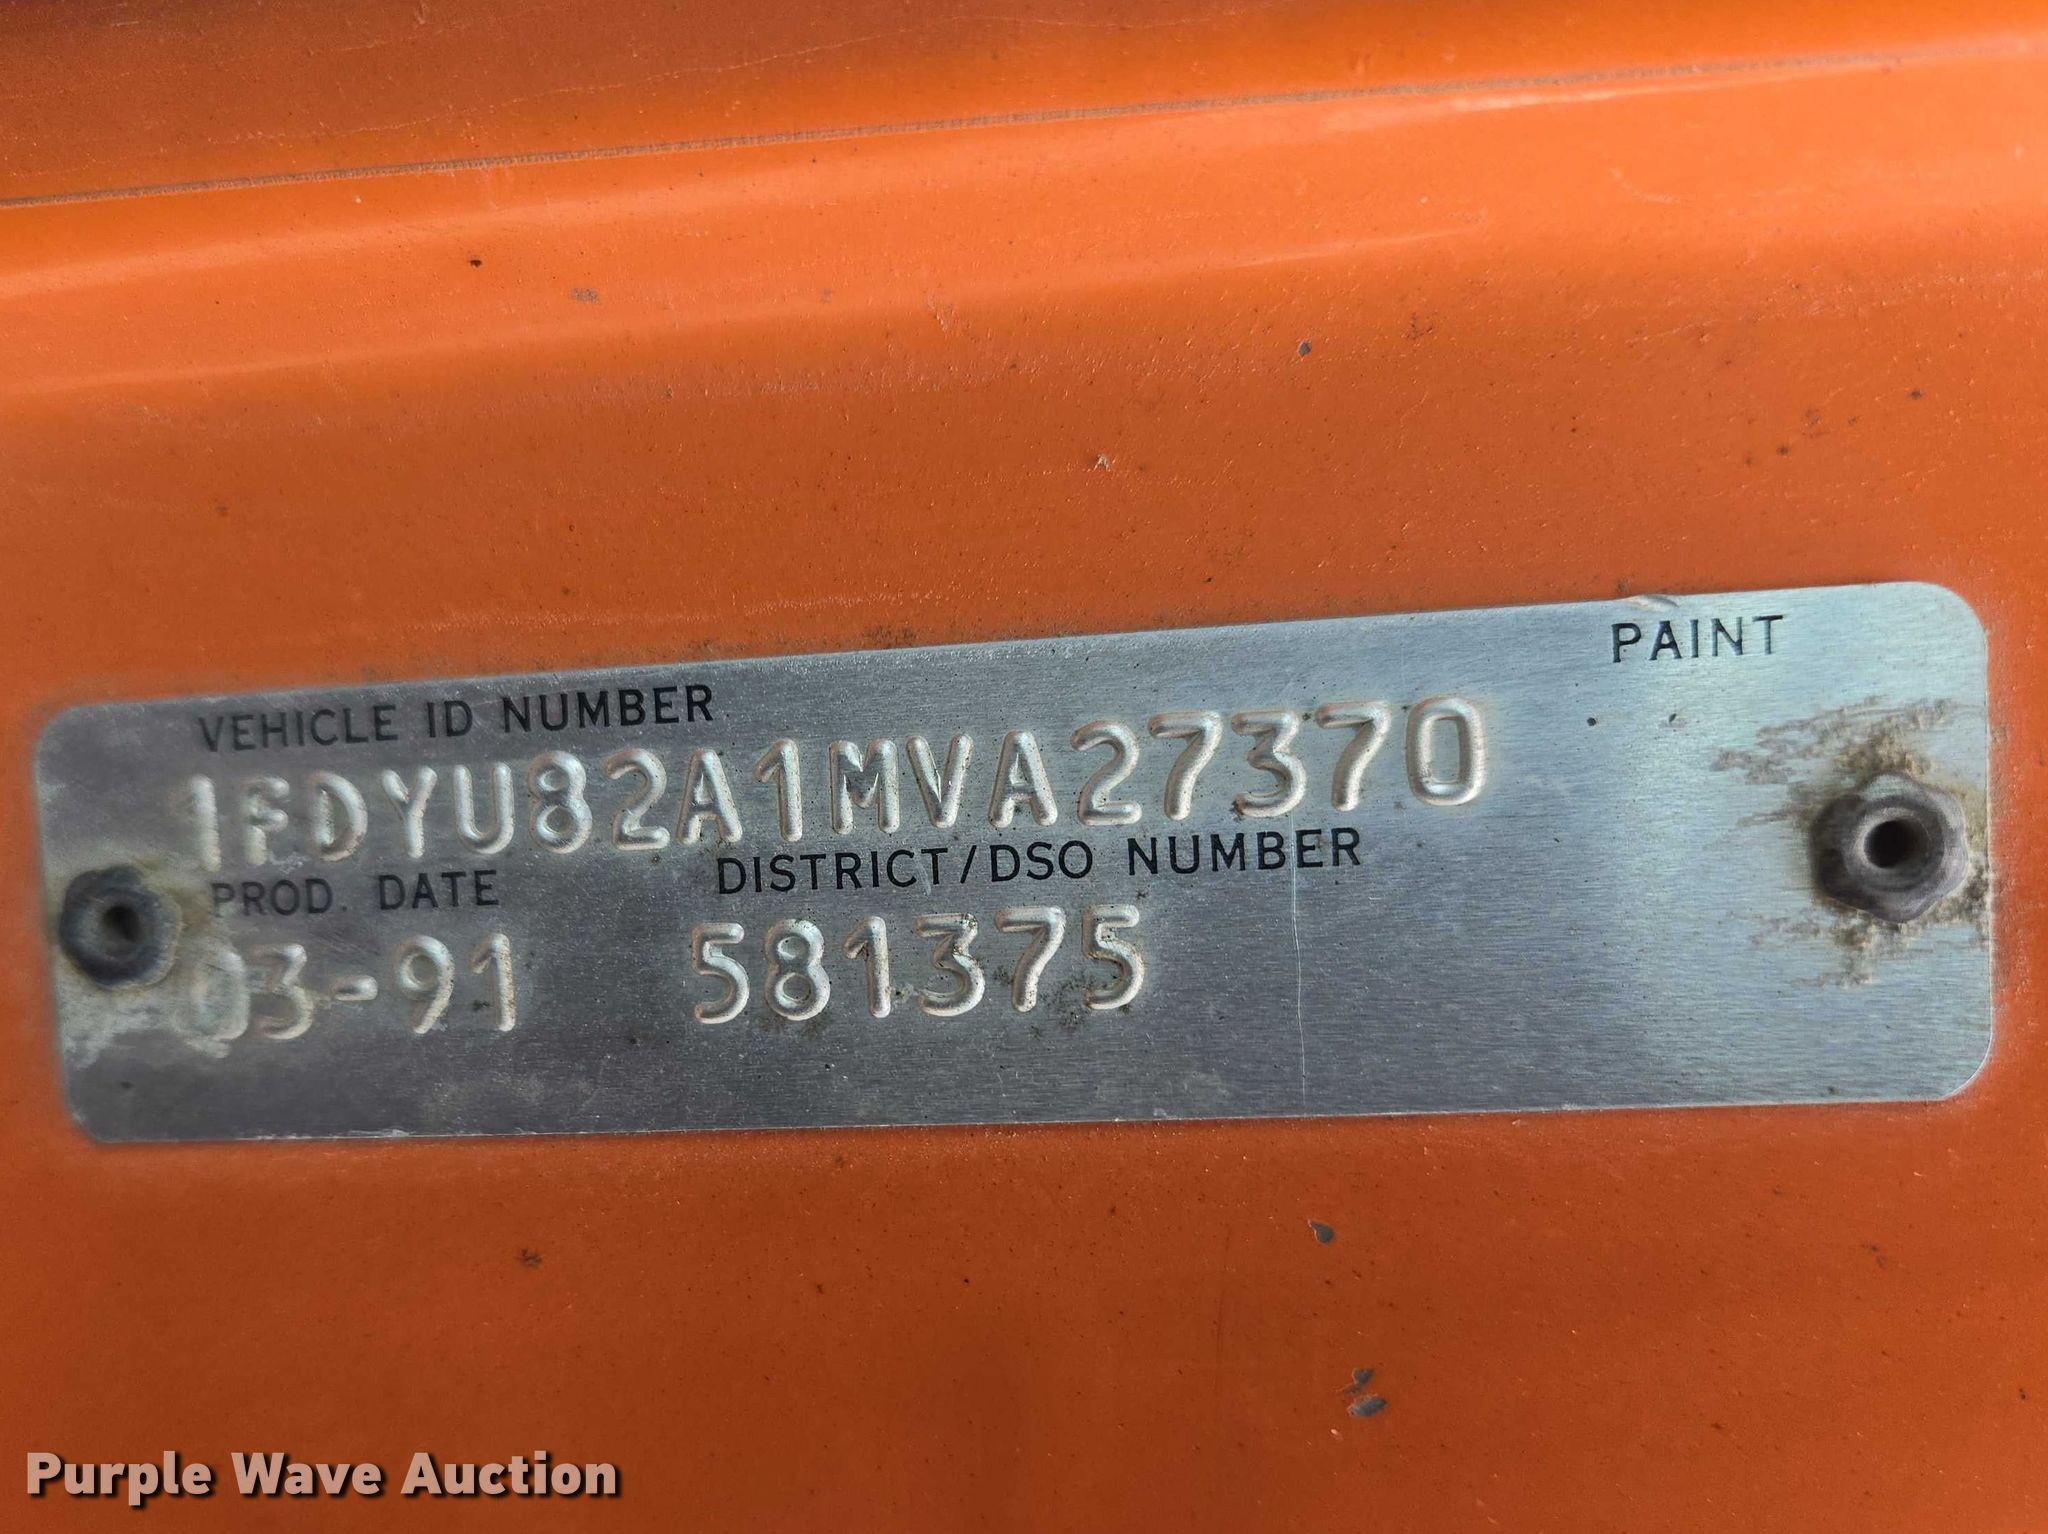 PAINT
VEHICLE ID NUMBER
1FDYU82A1MVA27370
PROD. DATE DISTRICT/DSO NUMBER
03-91 581375
Purple Wave Auction